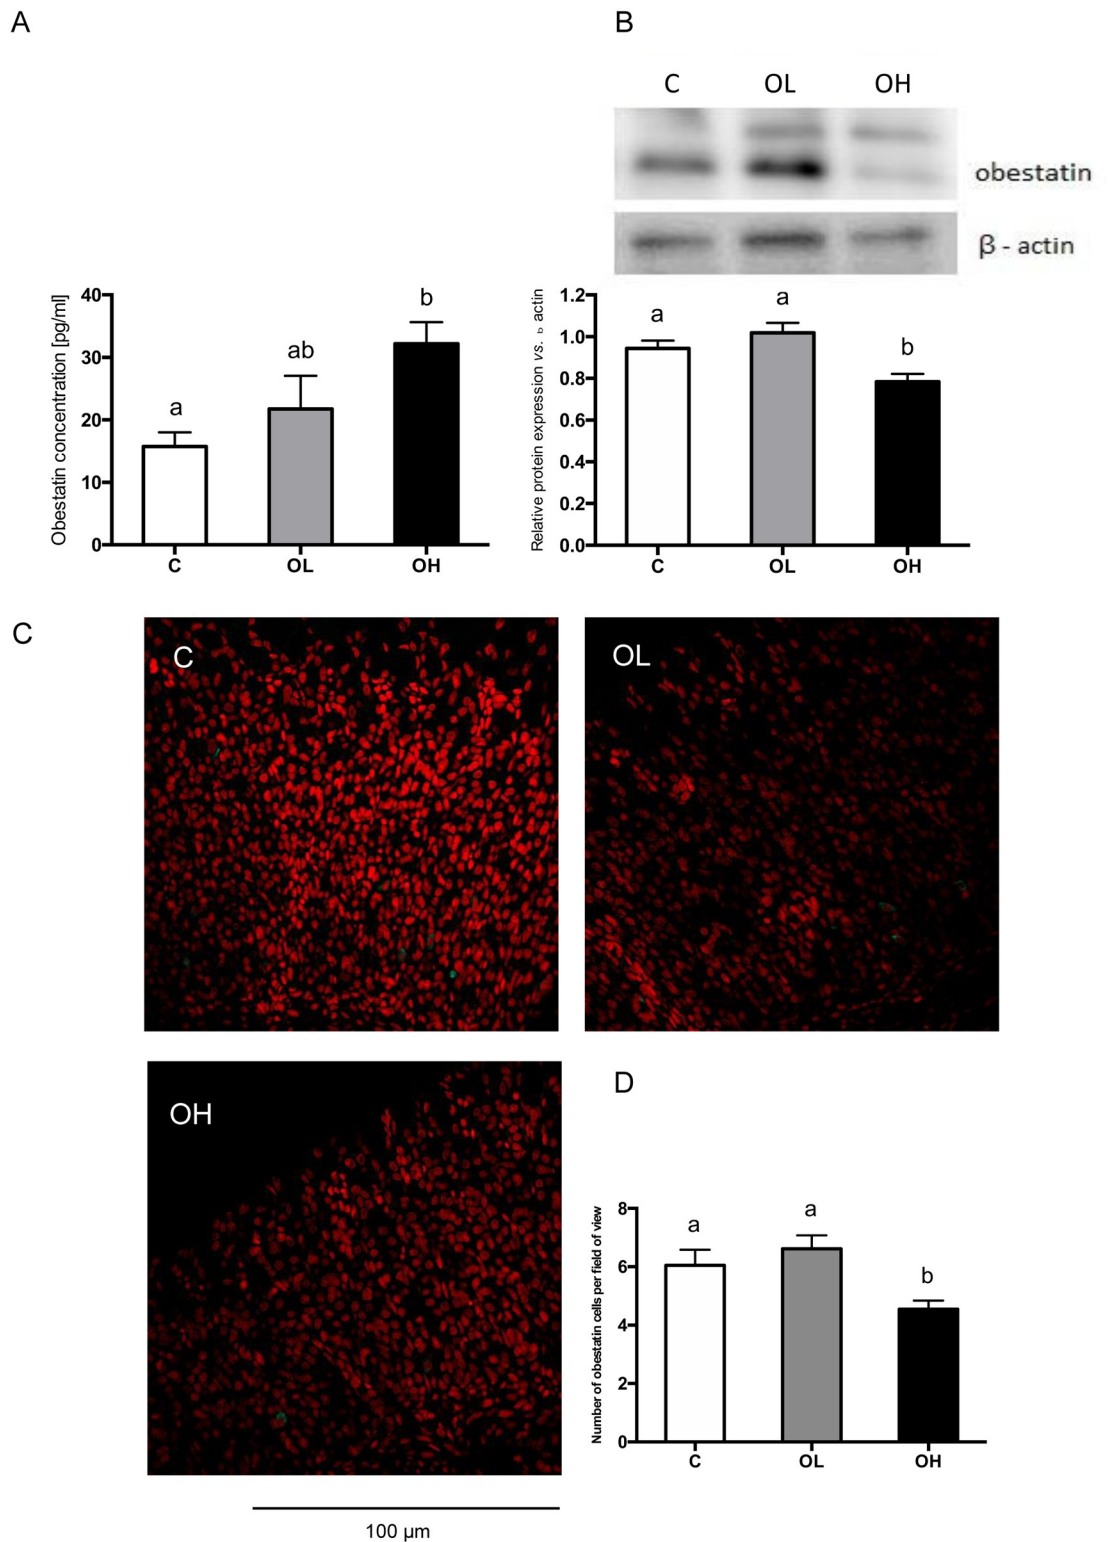 A
B
C OL OH
obestatin
β - actin
Obestatin concentration [pg/ml]
40
30
20
10
0
a
ab
b
C OL OH
Relative protein expression vs. b actin
1.2
1.0
0.8
0.6
0.4
0.2
0.0
a
a
b
C OL OH
C
C
OL
OH
100 µm
D
Number of obestatin cells per field of view
8
6
4
2
0
a
a
b
C OL OH